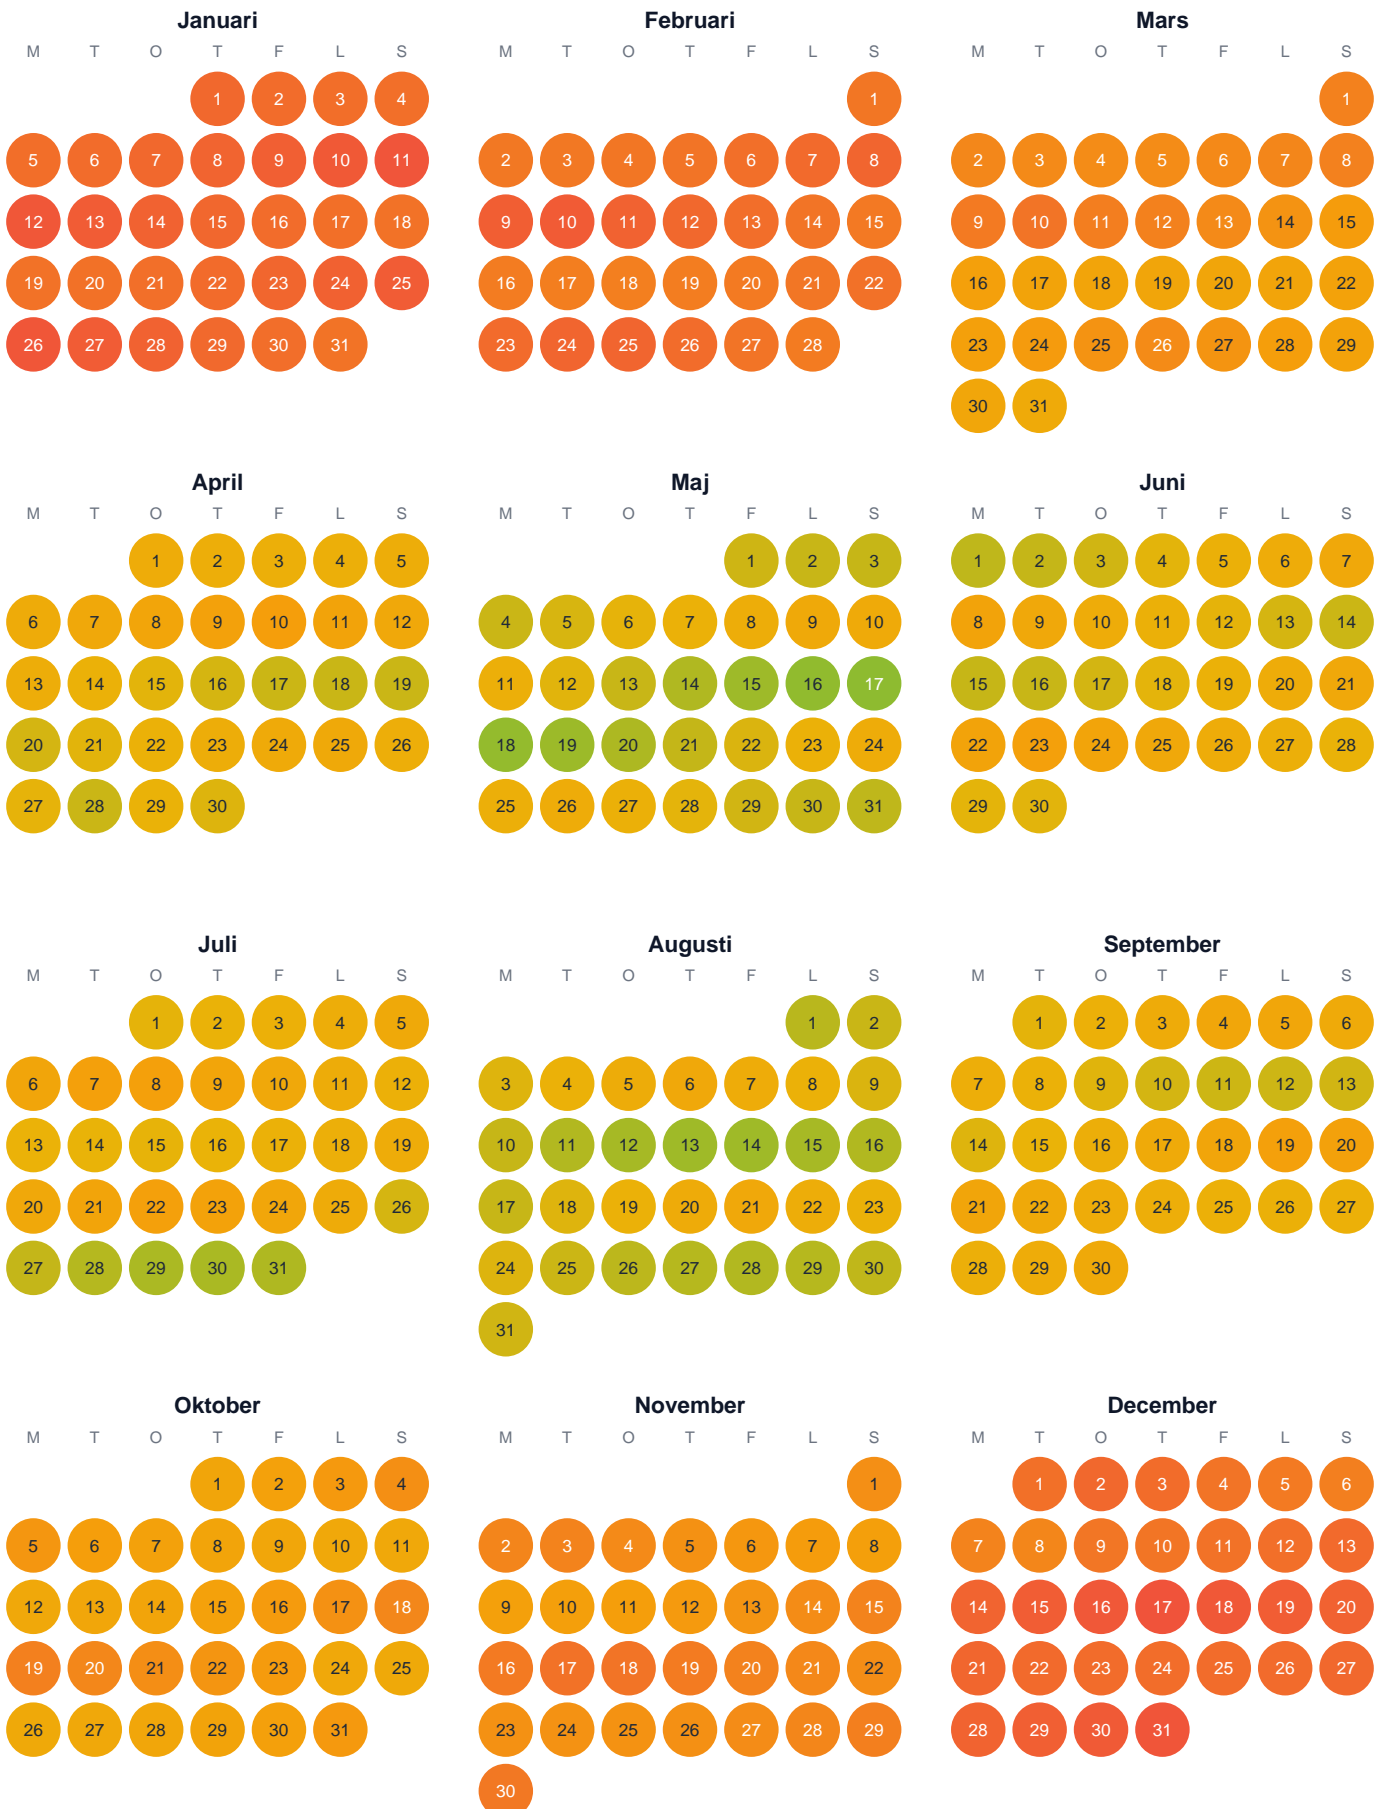 Januari
M T O T F L S
1 2 3 4
5 6 7 8 9 10 11
12 13 14 15 16 17 18
19 20 21 22 23 24 25
26 27 28 29 30 31
Februari
M T O T F L S
1
2 3 4 5 6 7 8
9 10 11 12 13 14 15
16 17 18 19 20 21 22
23 24 25 26 27 28
Mars
M T O T F L S
1
2 3 4 5 6 7 8
9 10 11 12 13 14 15
16 17 18 19 20 21 22
23 24 25 26 27 28 29
30 31
April
M T O T F L S
1 2 3 4 5
6 7 8 9 10 11 12
13 14 15 16 17 18 19
20 21 22 23 24 25 26
27 28 29 30
Maj
M T O T F L S
1 2 3
4 5 6 7 8 9 10
11 12 13 14 15 16 17
18 19 20 21 22 23 24
25 26 27 28 29 30 31
Juni
M T O T F L S
1 2 3 4 5 6 7
8 9 10 11 12 13 14
15 16 17 18 19 20 21
22 23 24 25 26 27 28
29 30
Juli
M T O T F L S
1 2 3 4 5
6 7 8 9 10 11 12
13 14 15 16 17 18 19
20 21 22 23 24 25 26
27 28 29 30 31
Augusti
M T O T F L S
1 2
3 4 5 6 7 8 9
10 11 12 13 14 15 16
17 18 19 20 21 22 23
24 25 26 27 28 29 30
31
September
M T O T F L S
1 2 3 4 5 6
7 8 9 10 11 12 13
14 15 16 17 18 19 20
21 22 23 24 25 26 27
28 29 30
Oktober
M T O T F L S
1 2 3 4
5 6 7 8 9 10 11
12 13 14 15 16 17 18
19 20 21 22 23 24 25
26 27 28 29 30 31
November
M T O T F L S
1
2 3 4 5 6 7 8
9 10 11 12 13 14 15
16 17 18 19 20 21 22
23 24 25 26 27 28 29
30
December
M T O T F L S
1 2 3 4 5 6
7 8 9 10 11 12 13
14 15 16 17 18 19 20
21 22 23 24 25 26 27
28 29 30 31